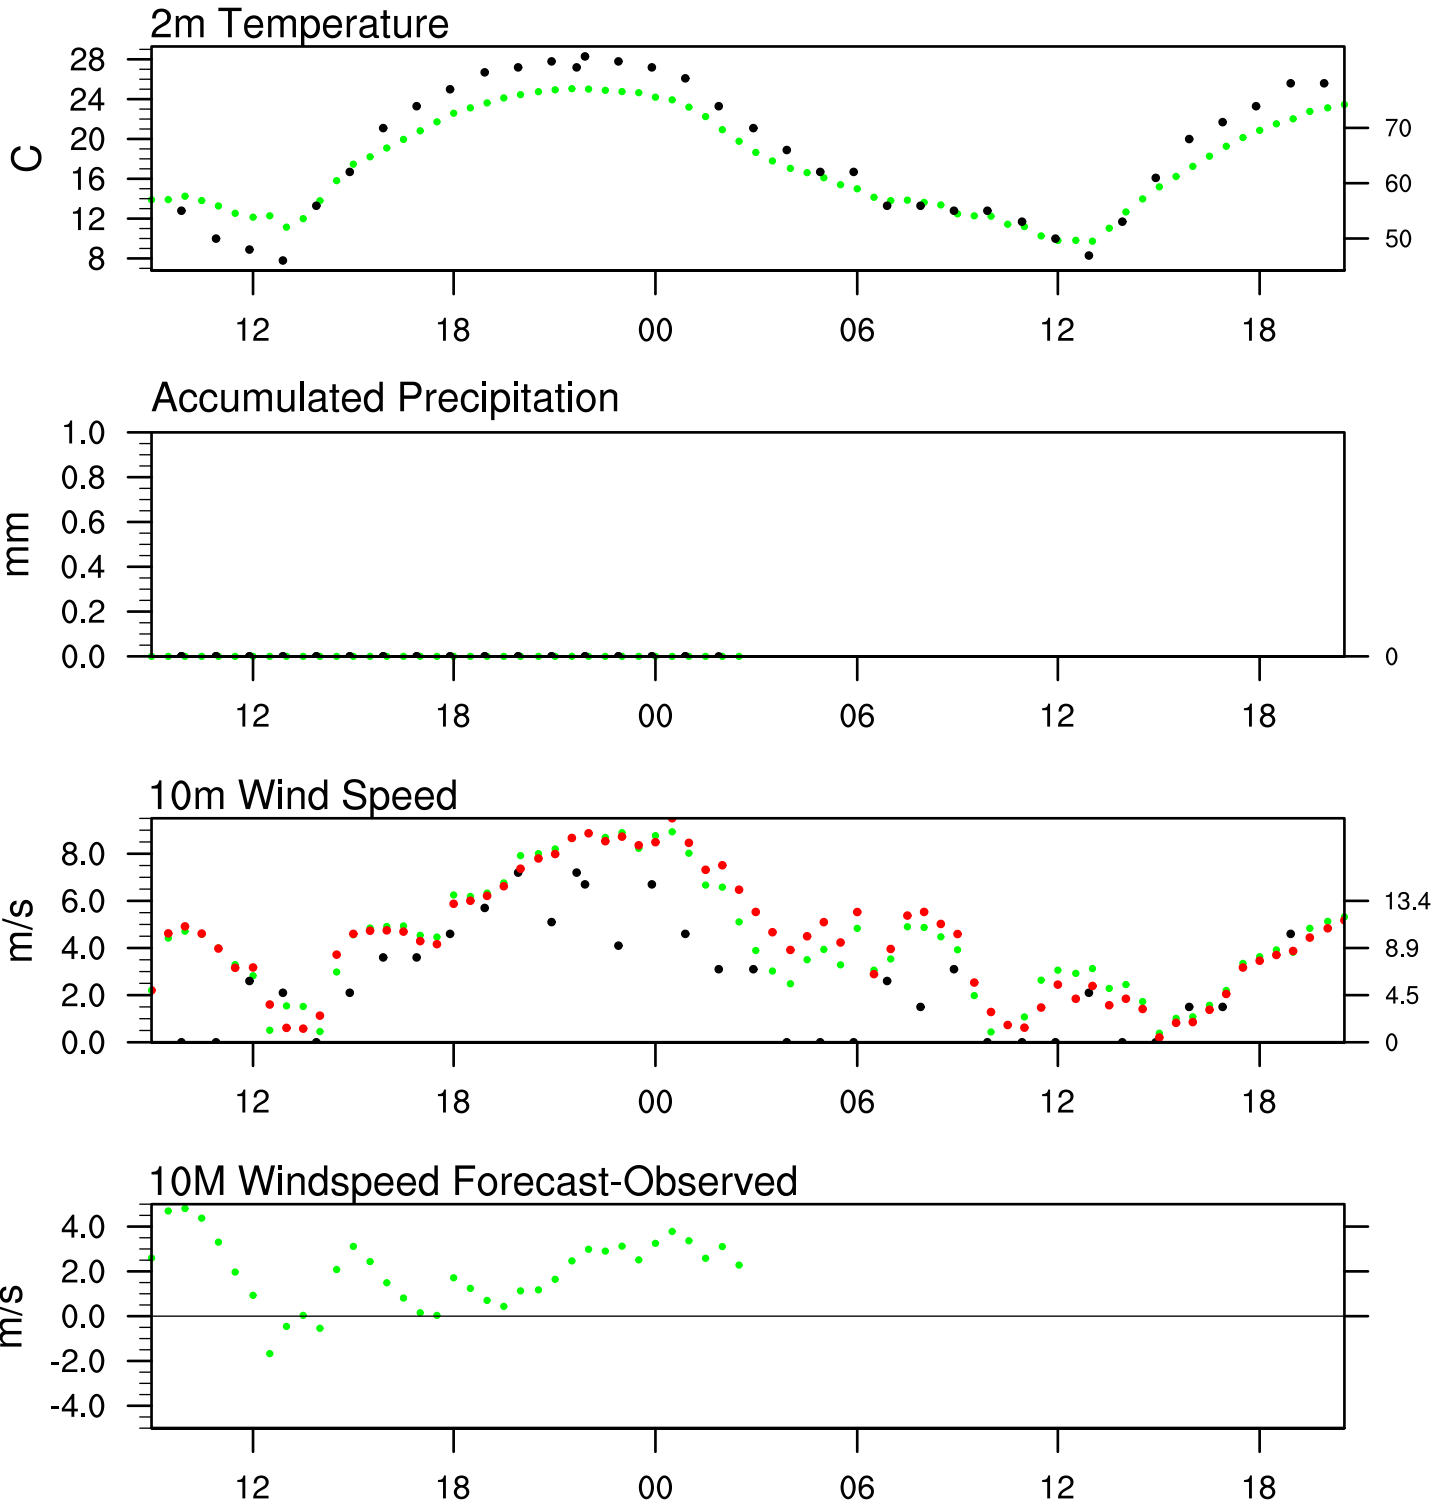 2m Temperature
28
24
20
16
12
8
C
70
60
50
12 18 00 06 12 18
Accumulated Precipitation
1.0
0.8
0.6
0.4
0.2
0.0
mm
0
12 18 00 06 12 18
10m Wind Speed
8.0
6.0
4.0
2.0
0.0
m/s
13.4
8.9
4.5
0
12 18 00 06 12 18
10M Windspeed Forecast-Observed
4.0
2.0
0.0
-2.0
-4.0
m/s
12 18 00 06 12 18